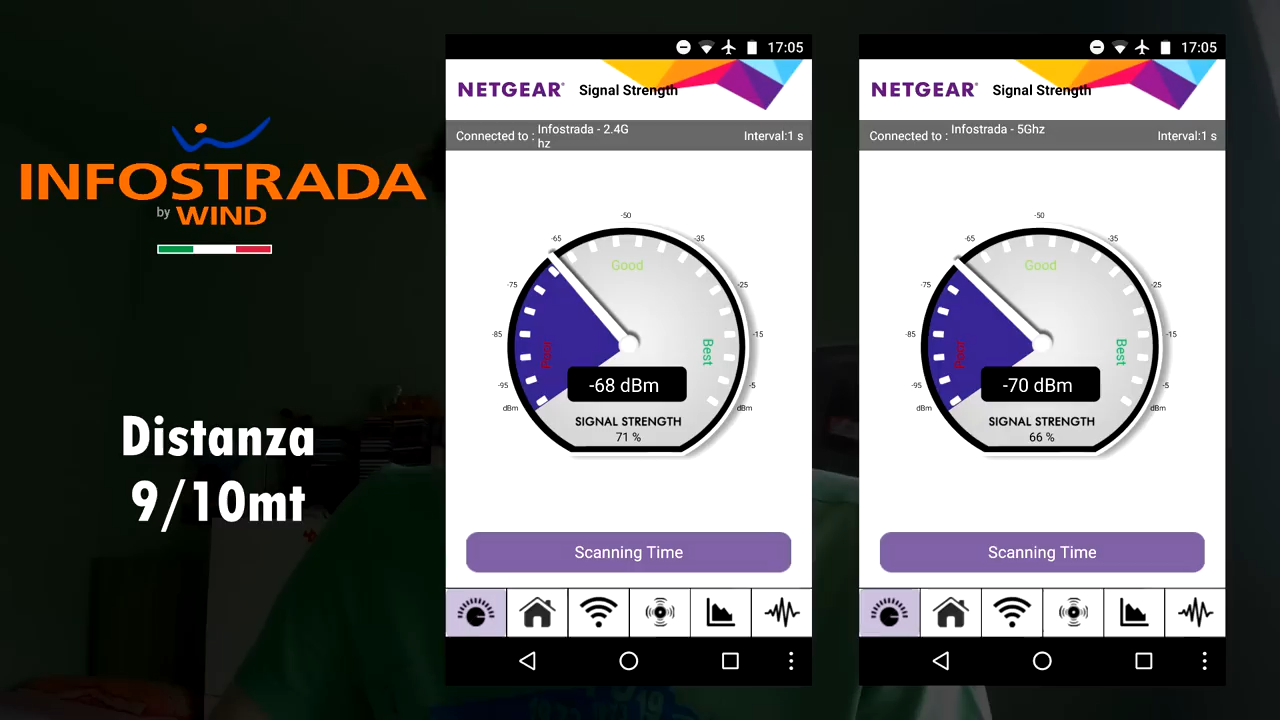 INFOSTRADA
by WIND
Distanza
9/10mt
17:05
NETGEAR®
Signal Strength
Connected to : Infostrada - 2.4G
hz
Interval:1 s
-50
-65
-35
-75
-25
-85
-15
-95
-5
dBm
dBm
Good
Poor
Best
-68 dBm
SIGNAL STRENGTH
71 %
Scanning Time
17:05
NETGEAR®
Signal Strength
Connected to : Infostrada - 5Ghz
Interval:1 s
-50
-65
-35
-75
-25
-85
-15
-95
-5
dBm
dBm
Good
Poor
Best
-70 dBm
SIGNAL STRENGTH
66 %
Scanning Time